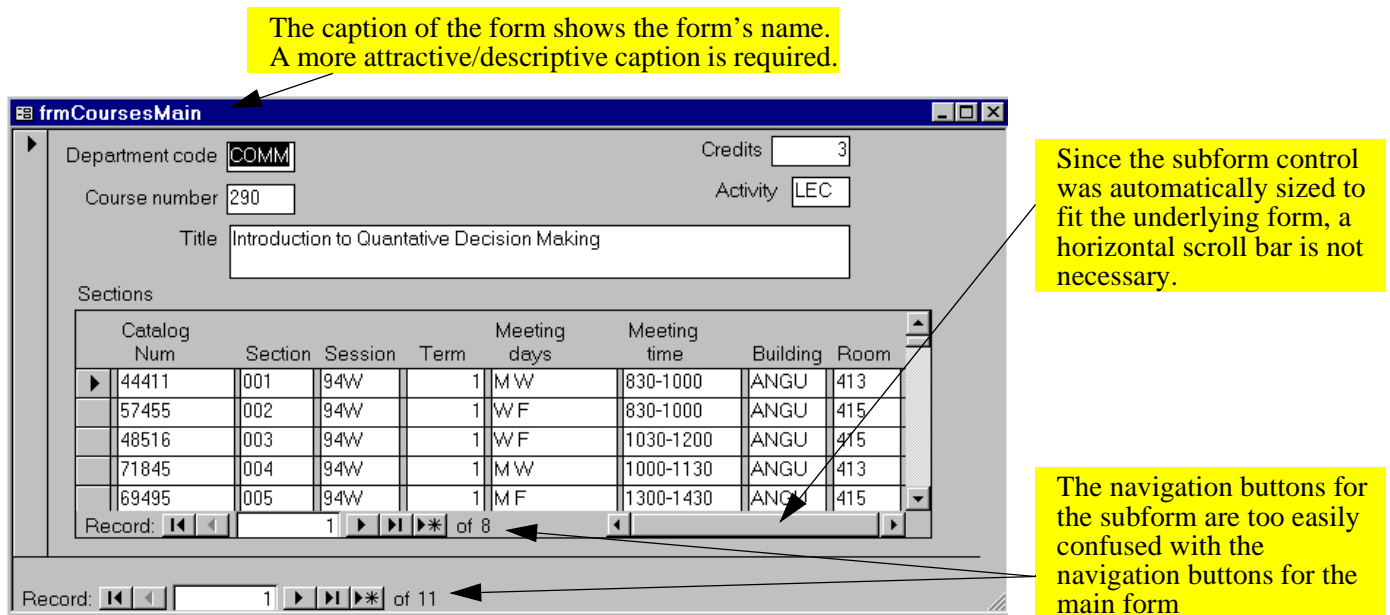 The caption of the form shows the form’s name.
A more attractive/descriptive caption is required.
frmCoursesMain
Department code COMM Credits 3
Course number 290 Activity LEC
Title Introduction to Quantative Decision Making
Sections
Catalog Num Section Session Term Meeting days Meeting time Building Room
44411 001 94W 1 M W 830-1000 ANGU 413
57455 002 94W 1 W F 830-1000 ANGU 415
48516 003 94W 1 W F 1030-1200 ANGU 415
71845 004 94W 1 M W 1000-1130 ANGU 413
69495 005 94W 1 M F 1300-1430 ANGU 415
Record: 1 of 8
Record: 1 of 11
Since the subform control
was automatically sized to
fit the underlying form, a
horizontal scroll bar is not
necessary.
The navigation buttons for
the subform are too easily
confused with the
navigation buttons for the
main form